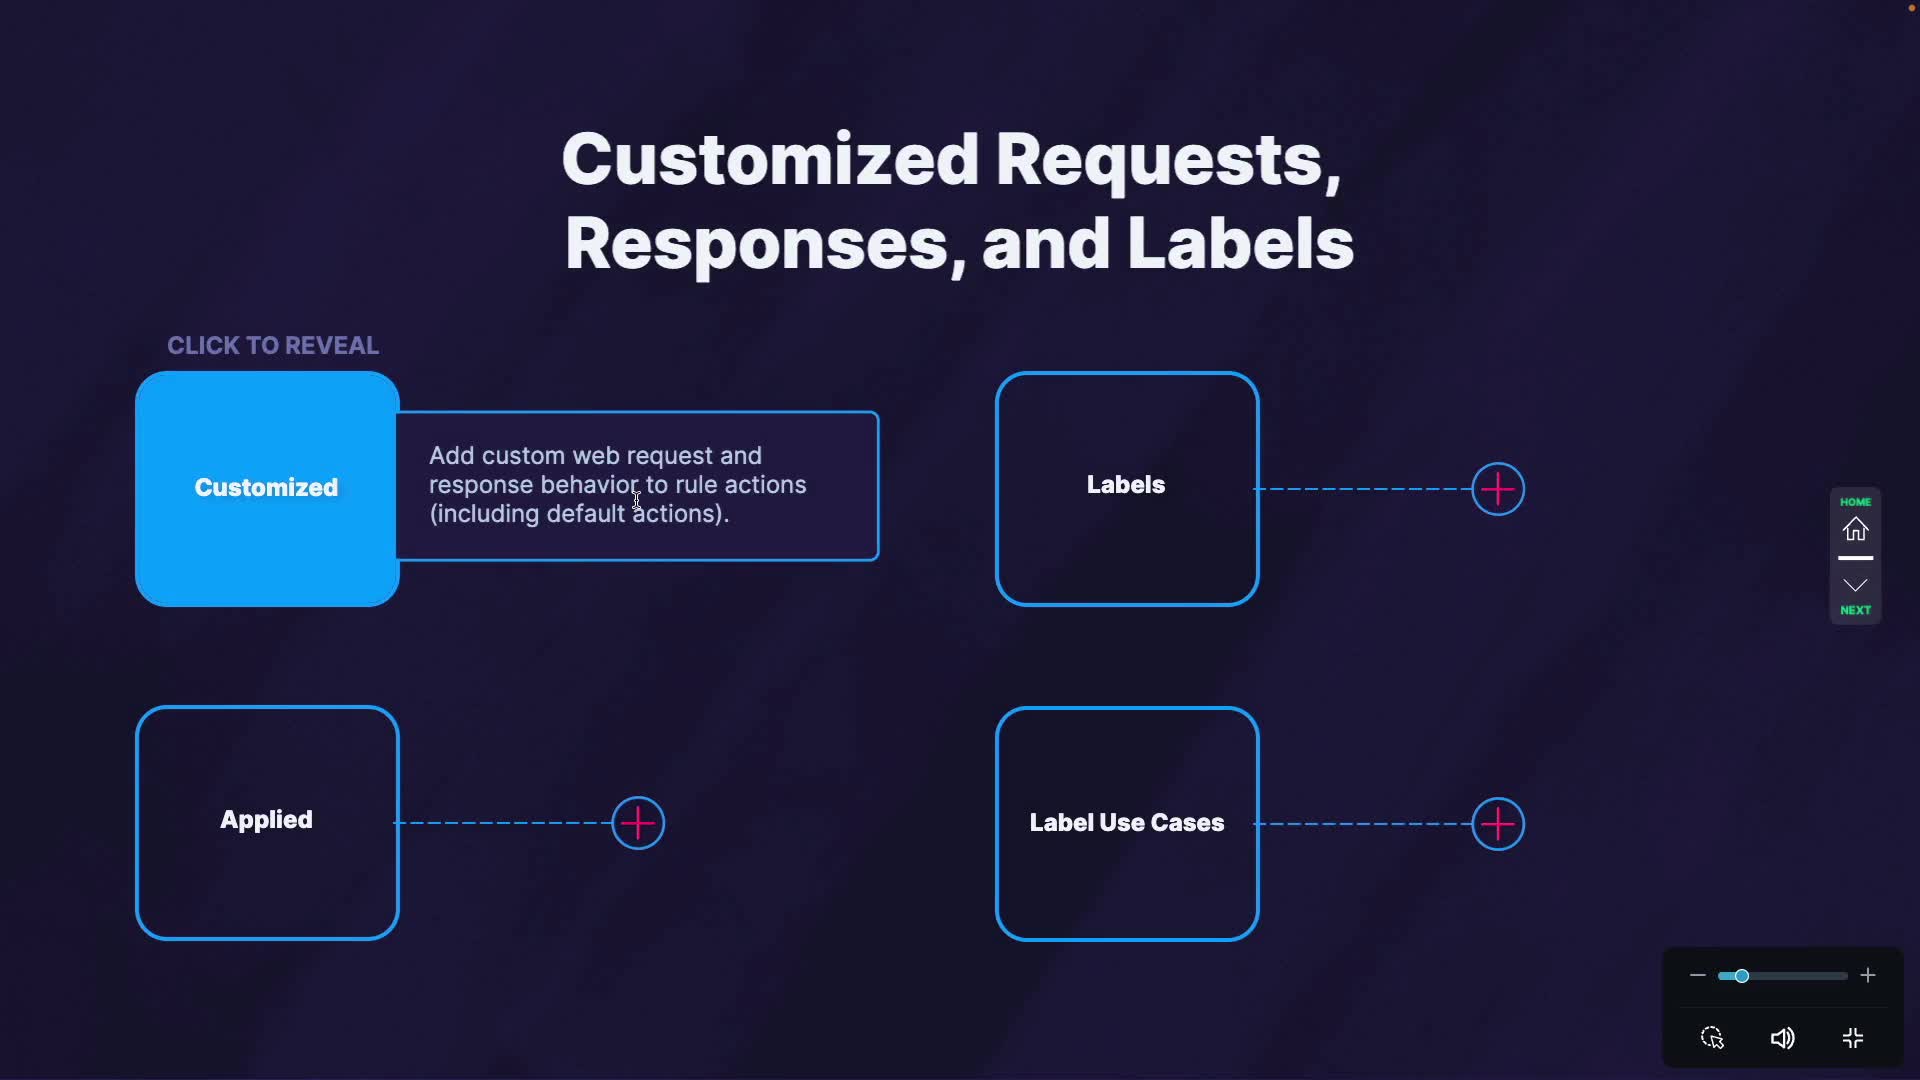 Customized Requests,
Responses, and Labels
CLICK TO REVEAL
Customized
Add custom web request and
response behavior to rule actions
(including default actions).
Labels
HOME
NEXT
Applied
Label Use Cases